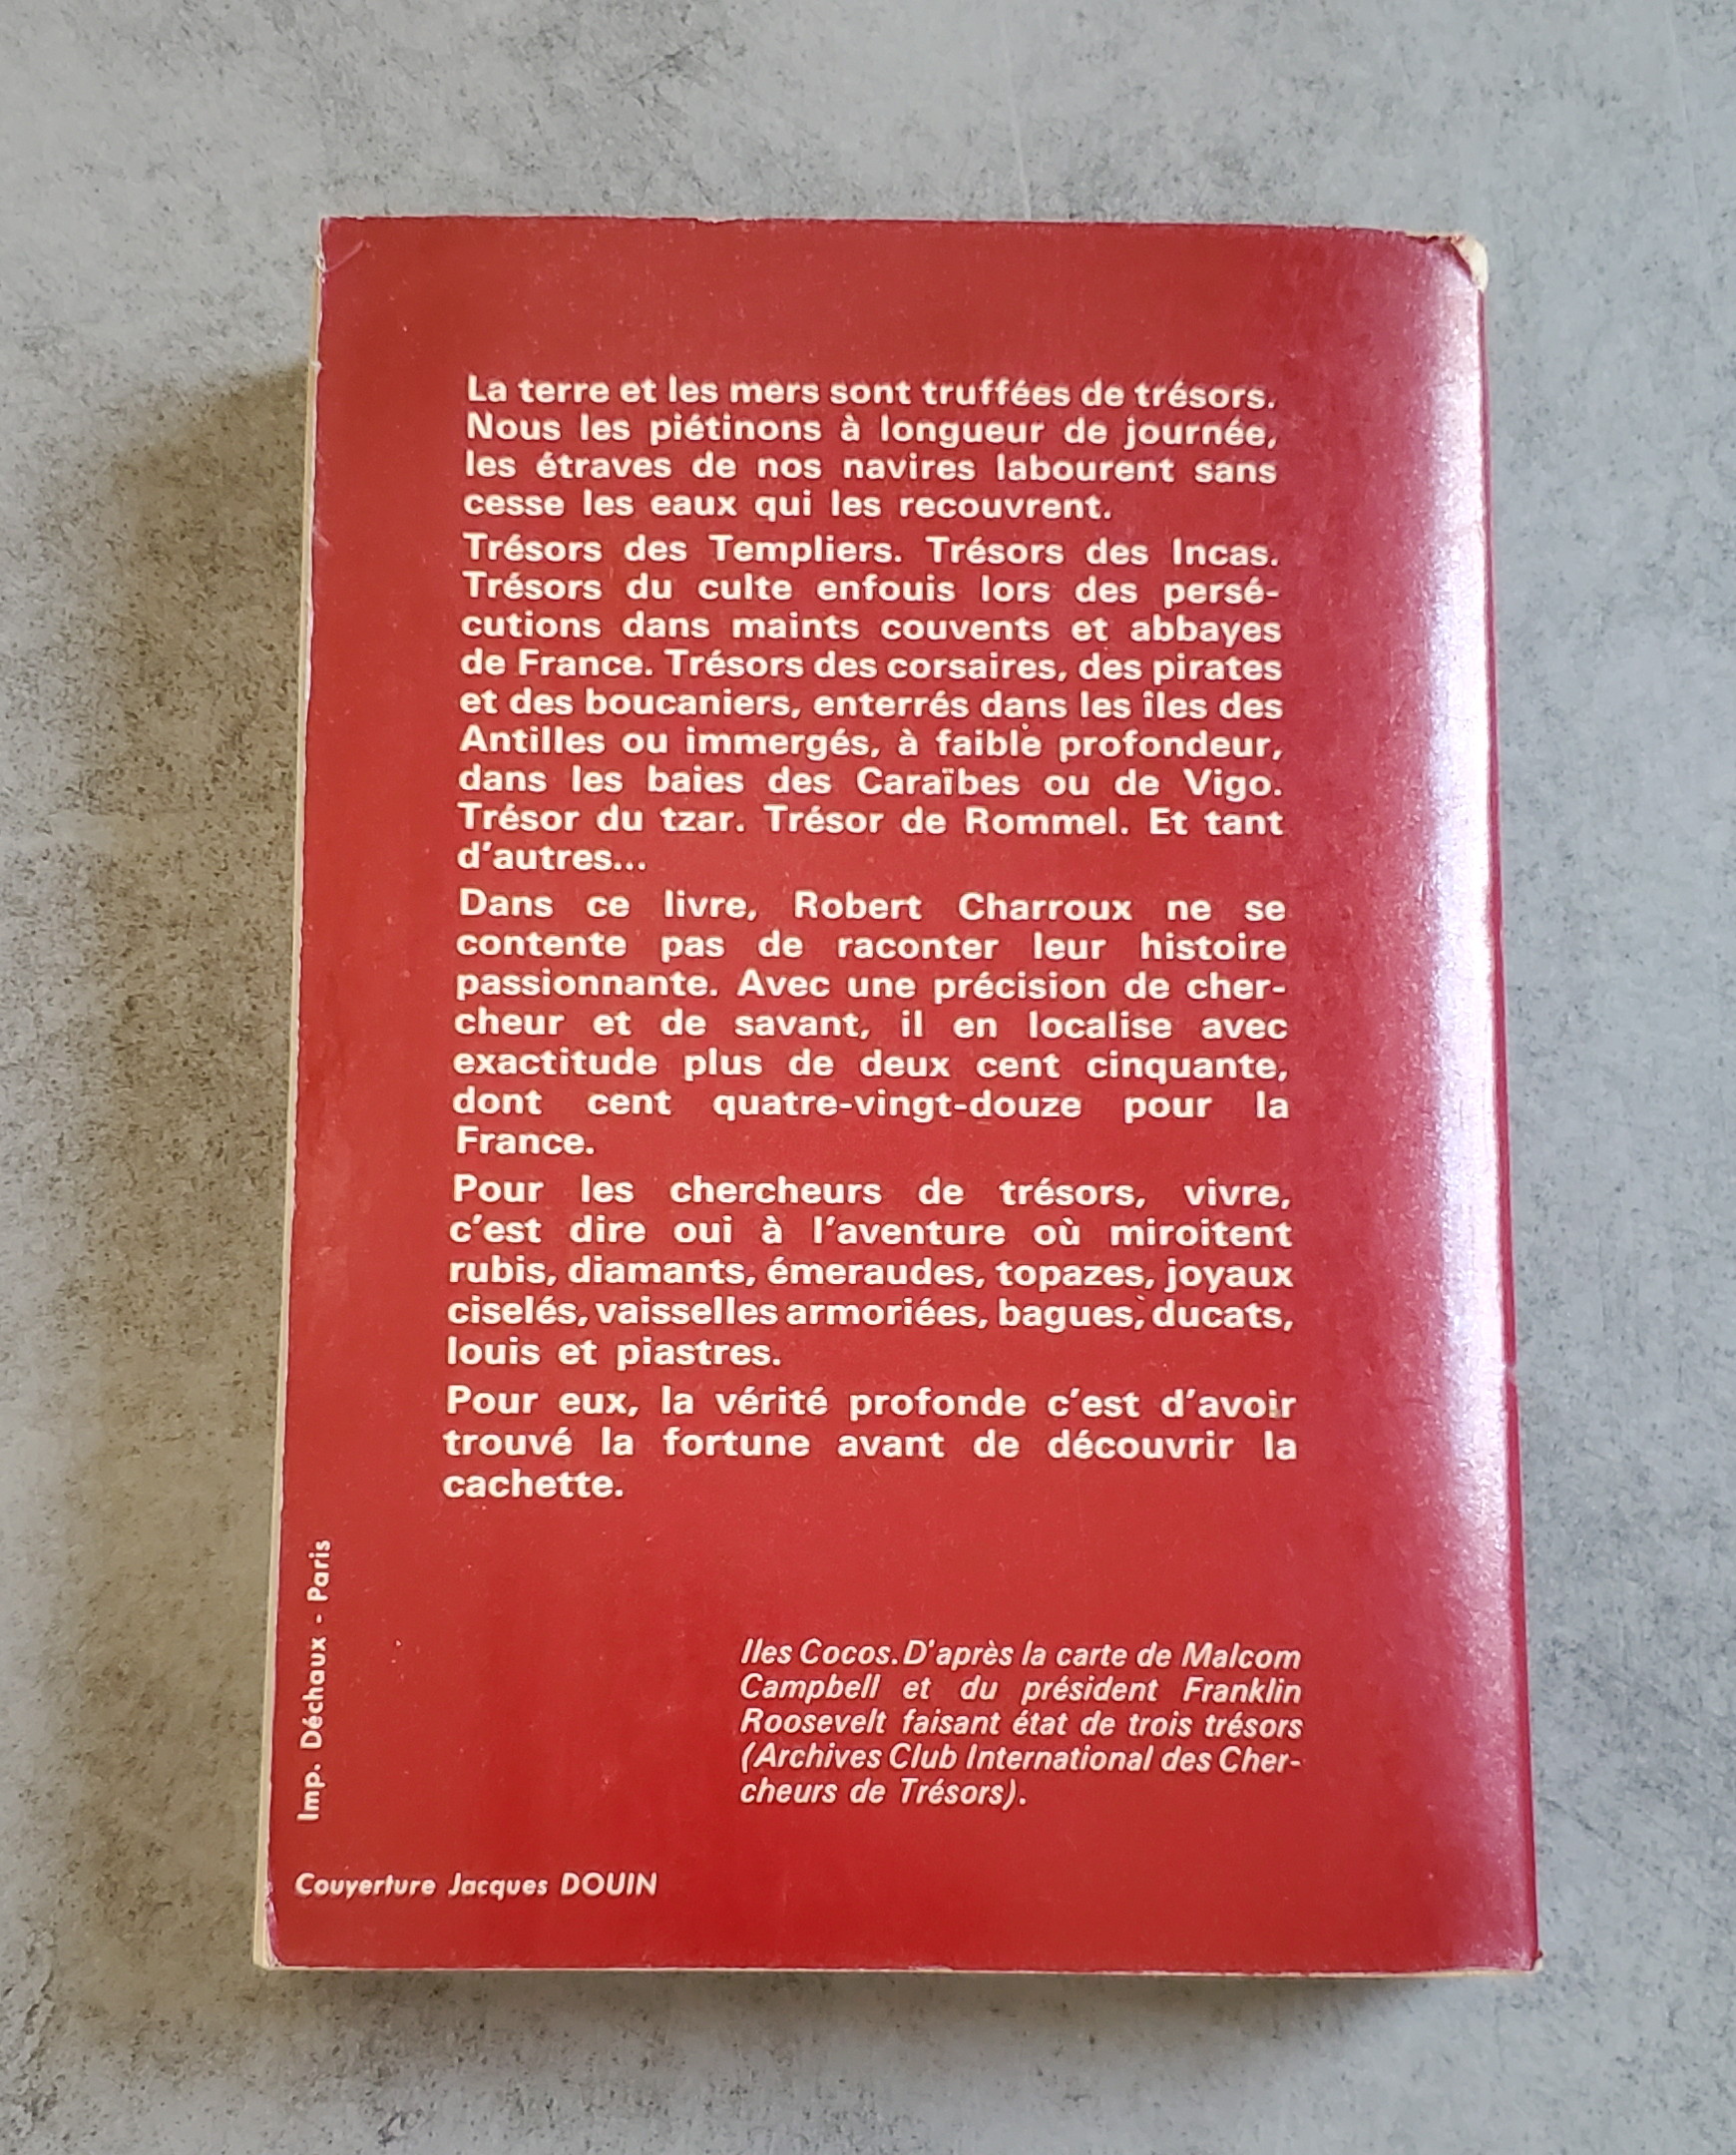 La terre et les mers sont truffées de trésors.
Nous les piétinons à longueur de journée,
les étraves de nos navires labourent sans
cesse les eaux qui les recouvrent.
Trésors des Templiers. Trésors des Incas.
Trésors du culte enfouis lors des persé-
cutions dans maints couvents et abbayes
de France. Trésors des corsaires, des pirates
et des boucaniers, enterrés dans les îles des
Antilles ou immergés, à faible profondeur,
dans les baies des Caraïbes ou de Vigo.
Trésor du tzar. Trésor de Rommel. Et tant
d'autres...
Dans ce livre, Robert Charroux ne se
contente pas de raconter leur histoire
passionnante. Avec une précision de cher-
cheur et de savant, il en localise avec
exactitude plus de deux cent cinquante,
dont cent quatre-vingt-douze pour la
France.
Pour les chercheurs de trésors, vivre,
c'est dire oui à l'aventure où miroitent
rubis, diamants, émeraudes, topazes, joyaux
ciselés, vaisselles armoriées, bagues, ducats,
louis et piastres.
Pour eux, la vérité profonde c'est d'avoir
trouvé la fortune avant de découvrir la
cachette.
Iles Cocos. D'après la carte de Malcom
Campbell et du président Franklin
Roosevelt faisant état de trois trésors
(Archives Club International des Cher-
cheurs de Trésors).
Imp. Déchaux - Paris
Couverture Jacques DOUIN